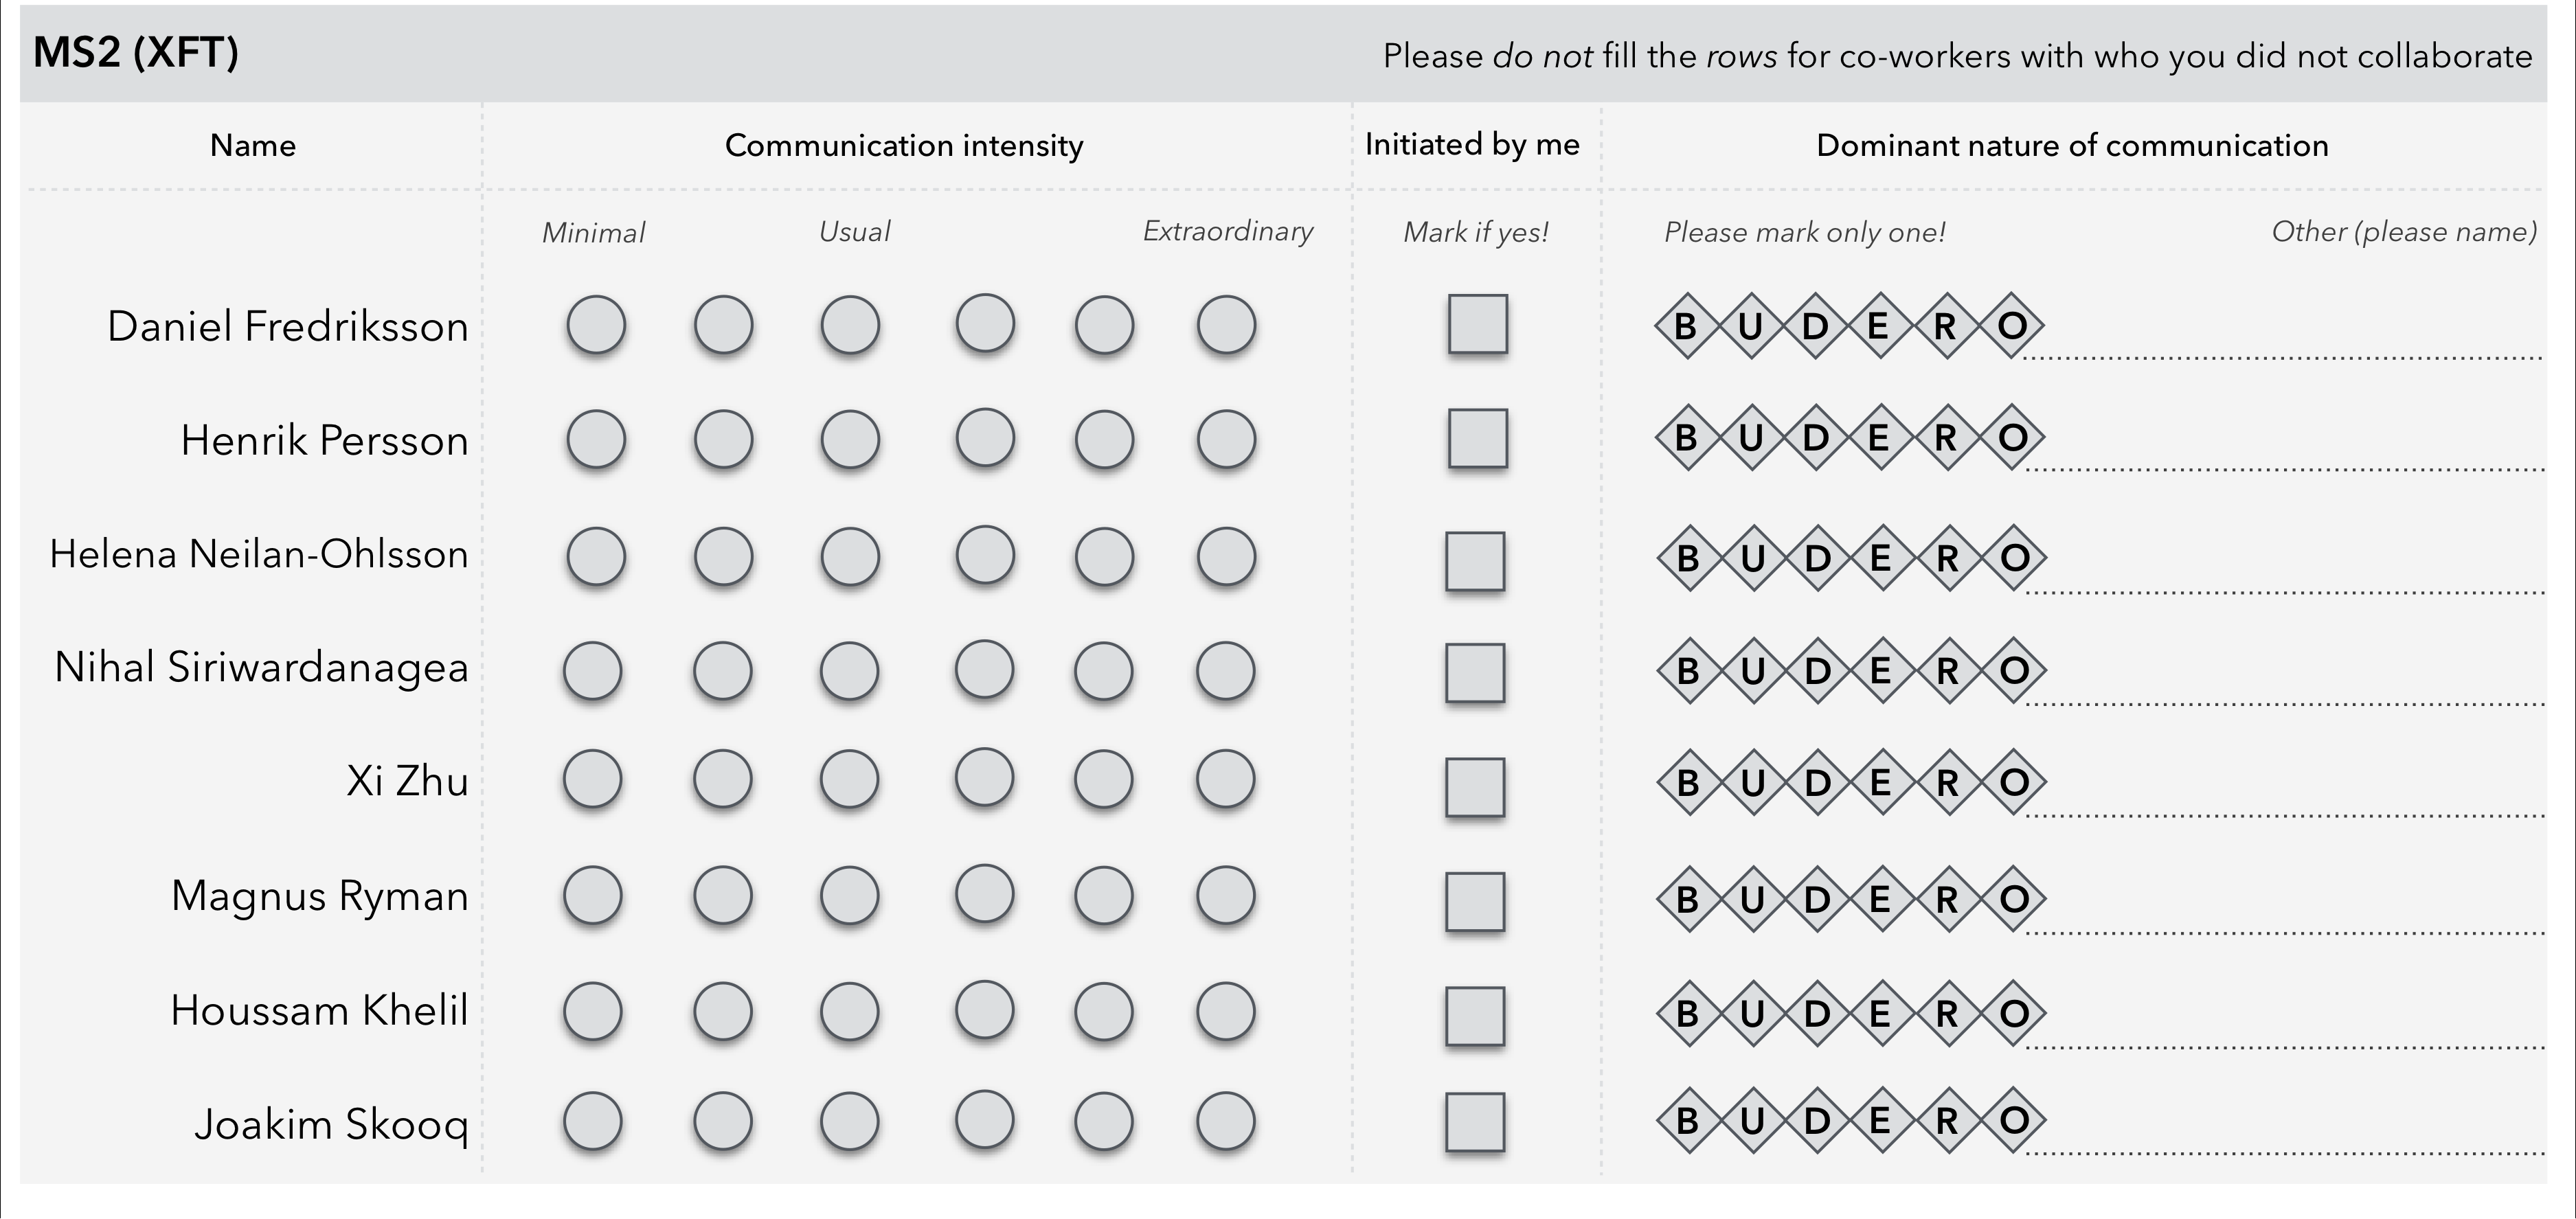 MS2 (XFT) Please do not fill the rows for co-workers with who you did not collaborate
Name Communication intensity Initiated by me Dominant nature of communication
Minimal Usual Extraordinary Mark if yes! Please mark only one! Other (please name)
Daniel Fredriksson B U D E R O
Henrik Persson B U D E R O
Helena Neilan-Ohlsson B U D E R O
Nihal Siriwardanagea B U D E R O
Xi Zhu B U D E R O
Magnus Ryman B U D E R O
Houssam Khelil B U D E R O
Joakim Skooq B U D E R O